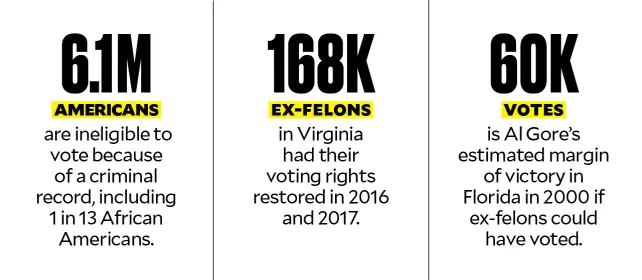 6.1M
AMERICANS
are ineligible to
vote because
of a criminal
record, including
1 in 13 African
Americans.
168K
EX-FELONS
in Virginia
had their
voting rights
restored in 2016
and 2017.
60K
VOTES
is Al Gore's
estimated margin
of victory in
Florida in 2000 if
ex-felons could
have voted.